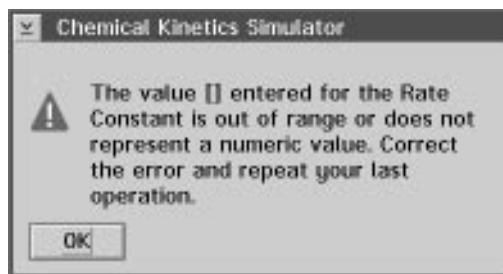 Chemical Kinetics Simulator
The value [] entered for the Rate
Constant is out of range or does not
represent a numeric value. Correct
the error and repeat your last
operation.
OK